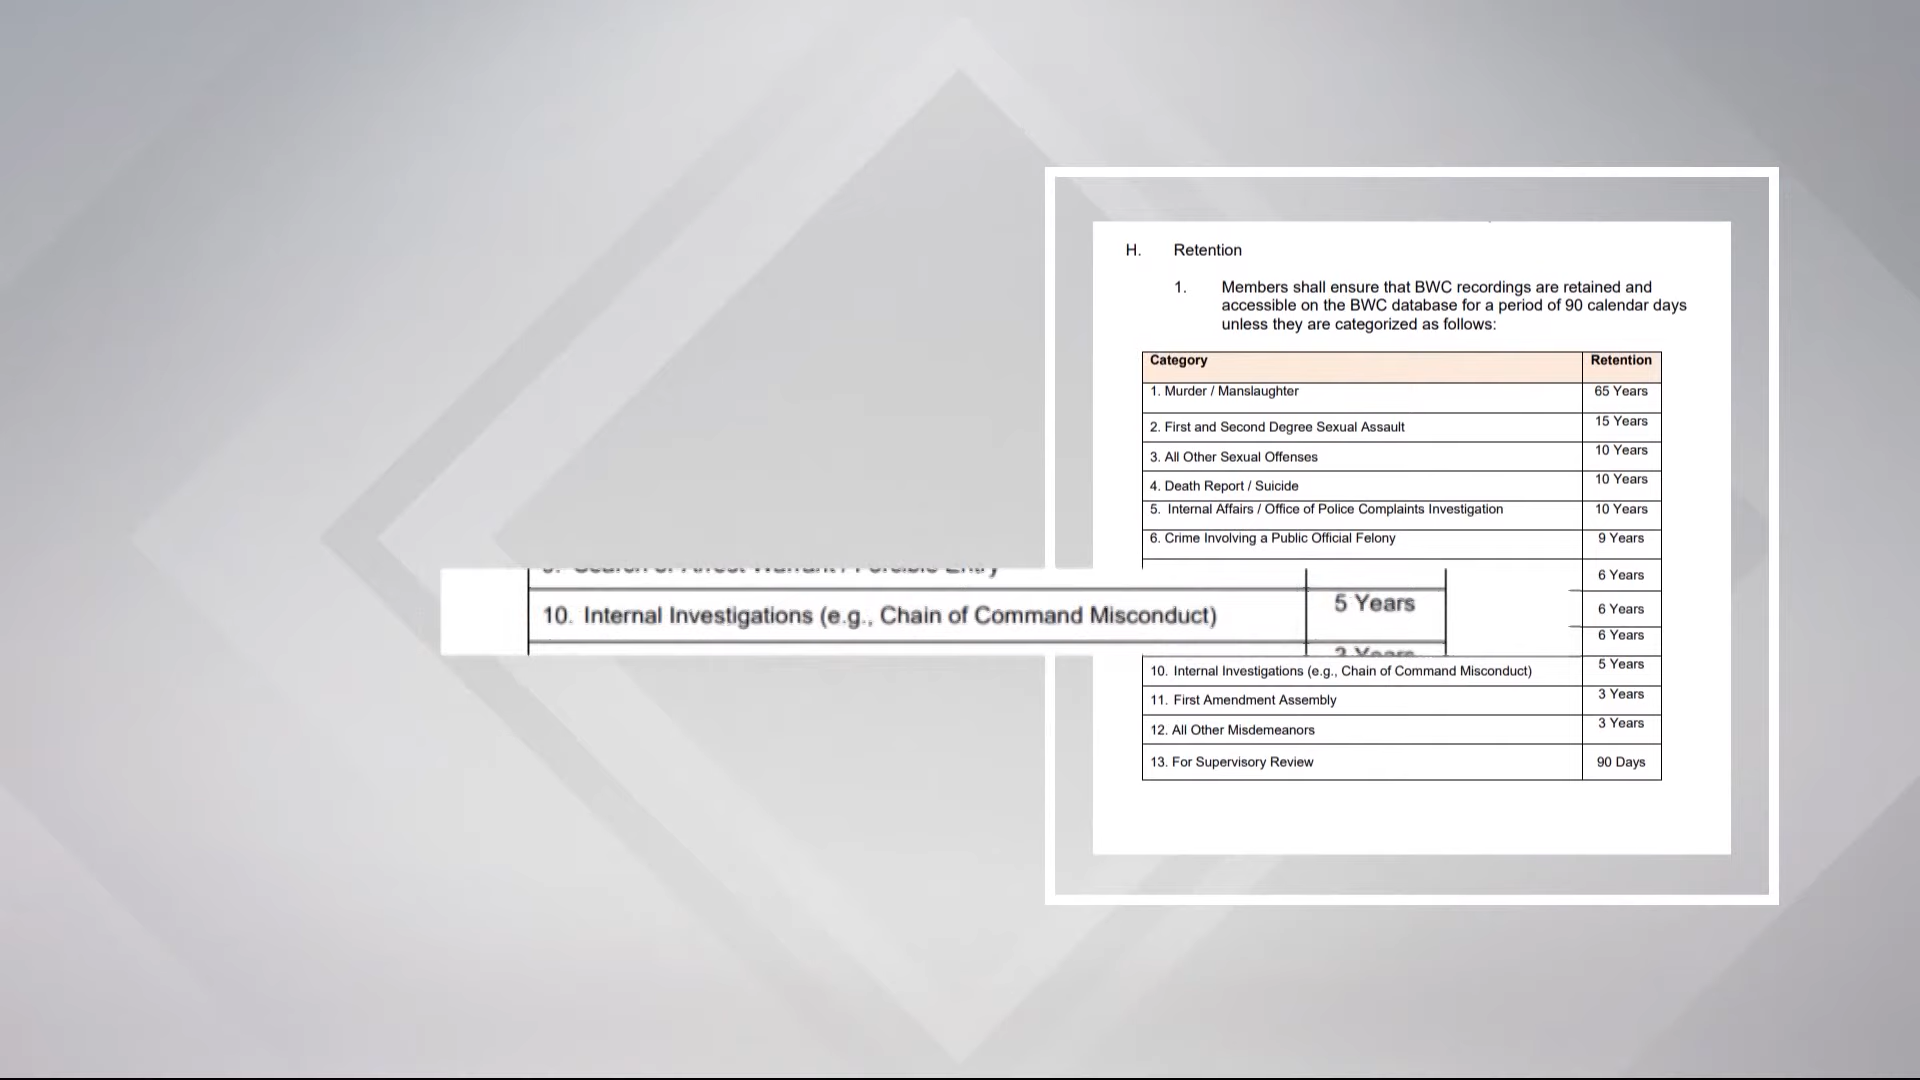 H. Retention
1. Members shall ensure that BWC recordings are retained and
accessible on the BWC database for a period of 90 calendar days
unless they are categorized as follows:
Category Retention
1. Murder / Manslaughter 65 Years
2. First and Second Degree Sexual Assault 15 Years
3. All Other Sexual Offenses 10 Years
4. Death Report / Suicide 10 Years
5. Internal Affairs / Office of Police Complaints Investigation 10 Years
6. Crime Involving a Public Official Felony 9 Years
6 Years
6 Years
6 Years
10. Internal Investigations (e.g., Chain of Command Misconduct) 5 Years
10. Internal Investigations (e.g., Chain of Command Misconduct) 5 Years
11. First Amendment Assembly 3 Years
12. All Other Misdemeanors 3 Years
13. For Supervisory Review 90 Days